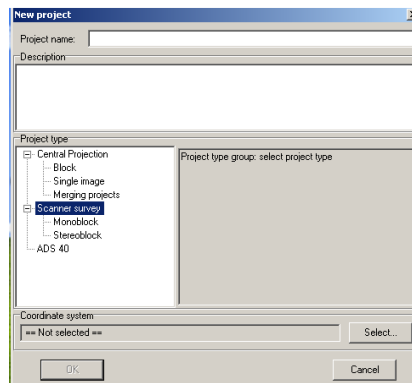 New project
Project name:
Description
Project type
Central Projection
Block
Single image
Merging projects
Scanner survey
Monoblock
Stereoblock
ADS 40
Project type group: select project type
Coordinate system
== Not selected ==
Select...
OK
Cancel